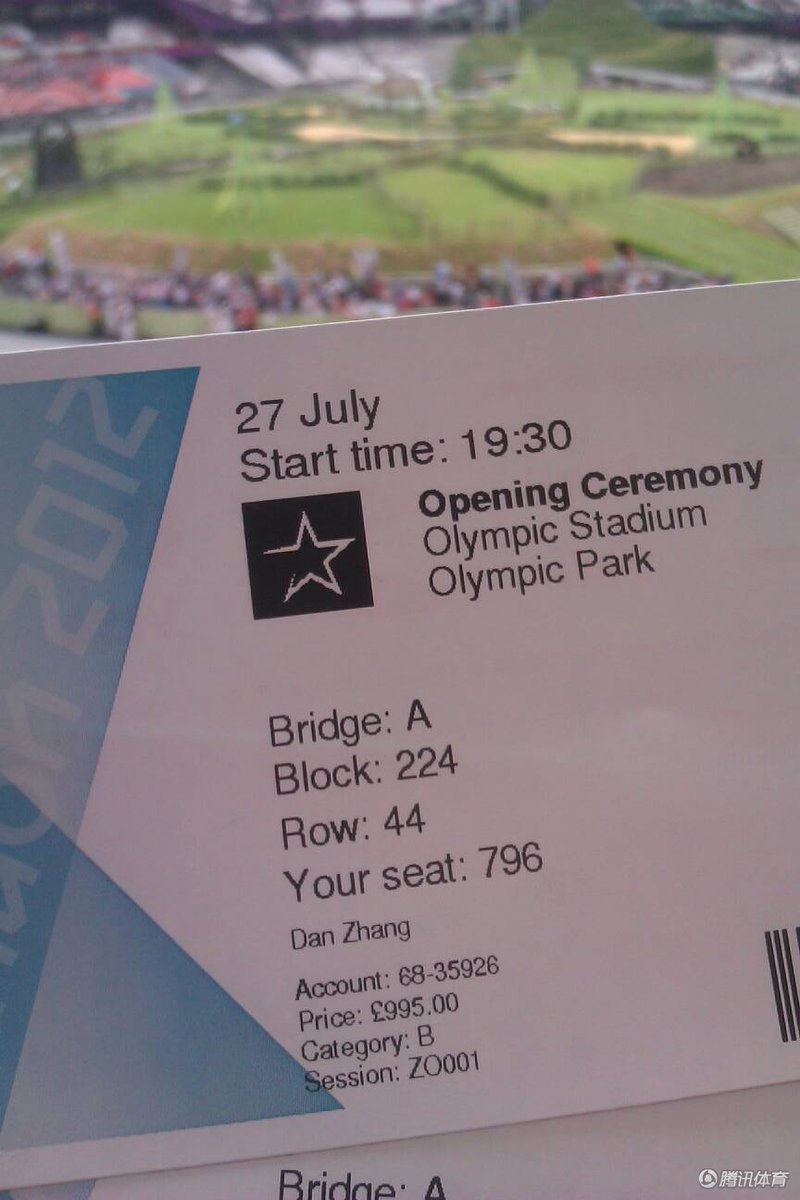 27 July
Start time: 19:30
Opening Ceremony
Olympic Stadium
Olympic Park
Bridge: A
Block: 224
Row: 44
Your seat: 796
Dan Zhang
Account: 68-35926
Price: £995.00
Category: B
Session: ZO001
2012
Bridge: A
腾讯体育